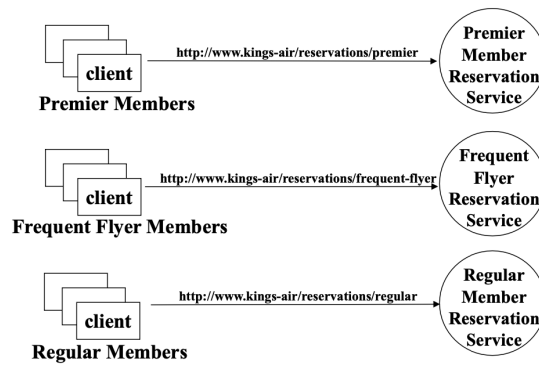 Premier
Member
Reservation
Service
http://www.kings-air/reservations/premier
client
Premier Members
Frequent
Flyer
Reservation
Service
http://www.kings-air/reservations/frequent-flyer
client
Frequent Flyer Members
Regular
Member
Reservation
Service
http://www.kings-air/reservations/regular
client
Regular Members